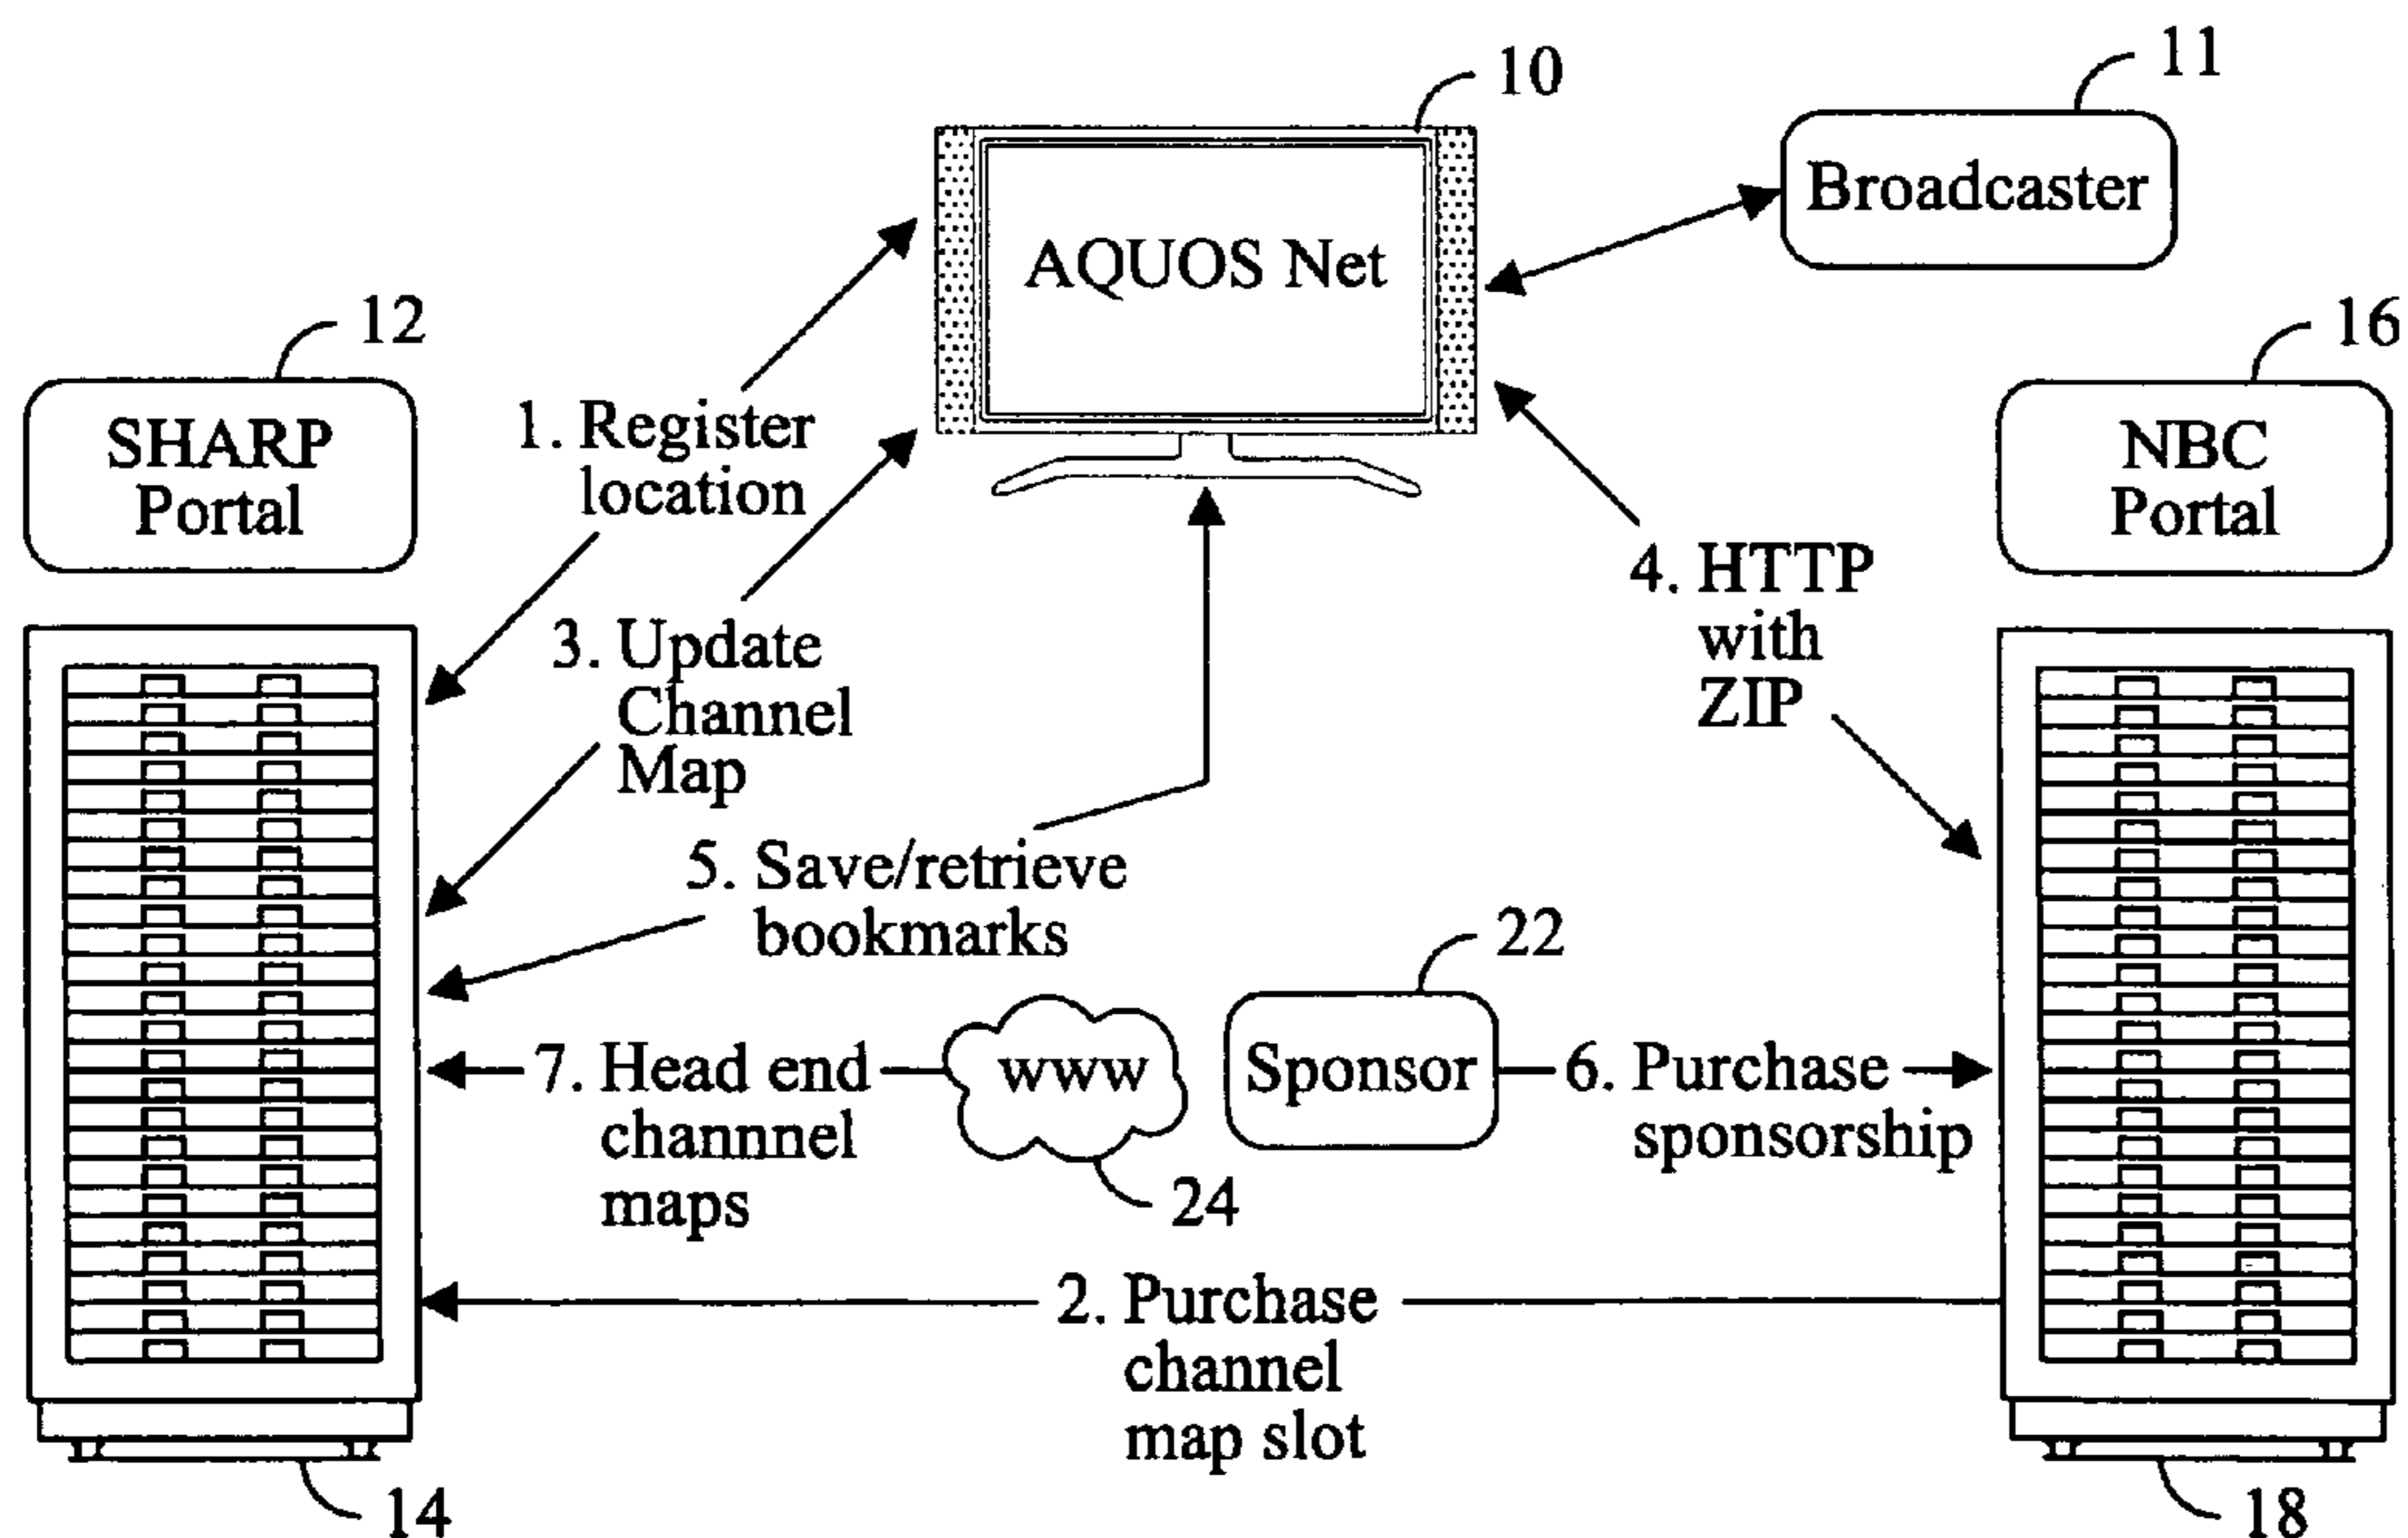 10
11
AQUOS Net
Broadcaster
12
SHARP
Portal
16
NBC
Portal
1. Register
location
3. Update
Channel
Map
4. HTTP
with
ZIP
5. Save/retrieve
bookmarks
22
7. Head end
channnel
maps
www
24
Sponsor
6. Purchase
sponsorship
2. Purchase
channel
map slot
14
18